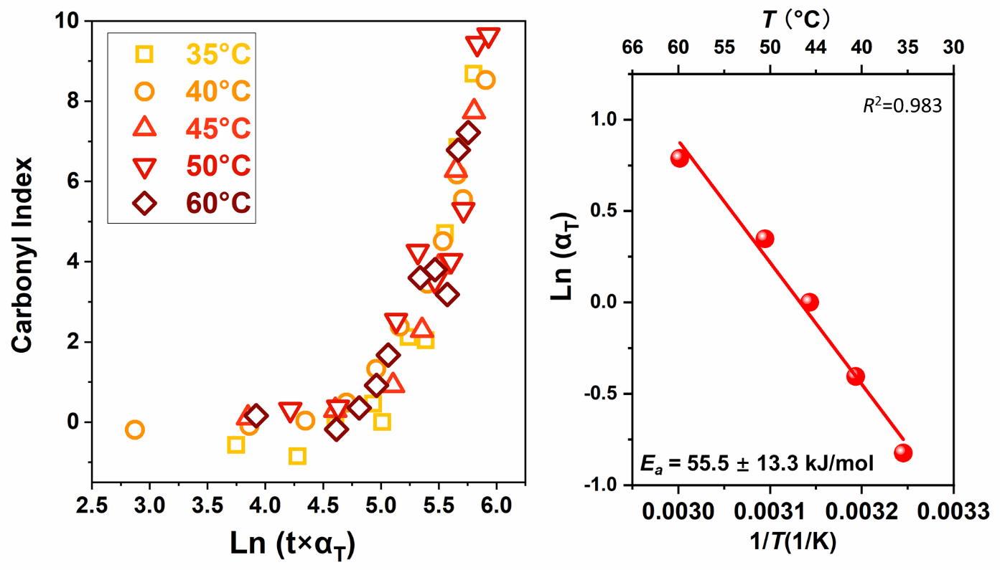 10
8
6
4
2
0
Carbonyl Index
35°C
40°C
45°C
50°C
60°C
2.5 3.0 3.5 4.0 4.5 5.0 5.5 6.0
Ln (t×αT)
T (°C)
66 60 55 50 44 40 35 30
R²=0.983
1.0
0.5
0.0
-0.5
-1.0
Ln (αT)
Ea = 55.5 ± 13.3 kJ/mol
0.0030 0.0031 0.0032 0.0033
1/T(1/K)